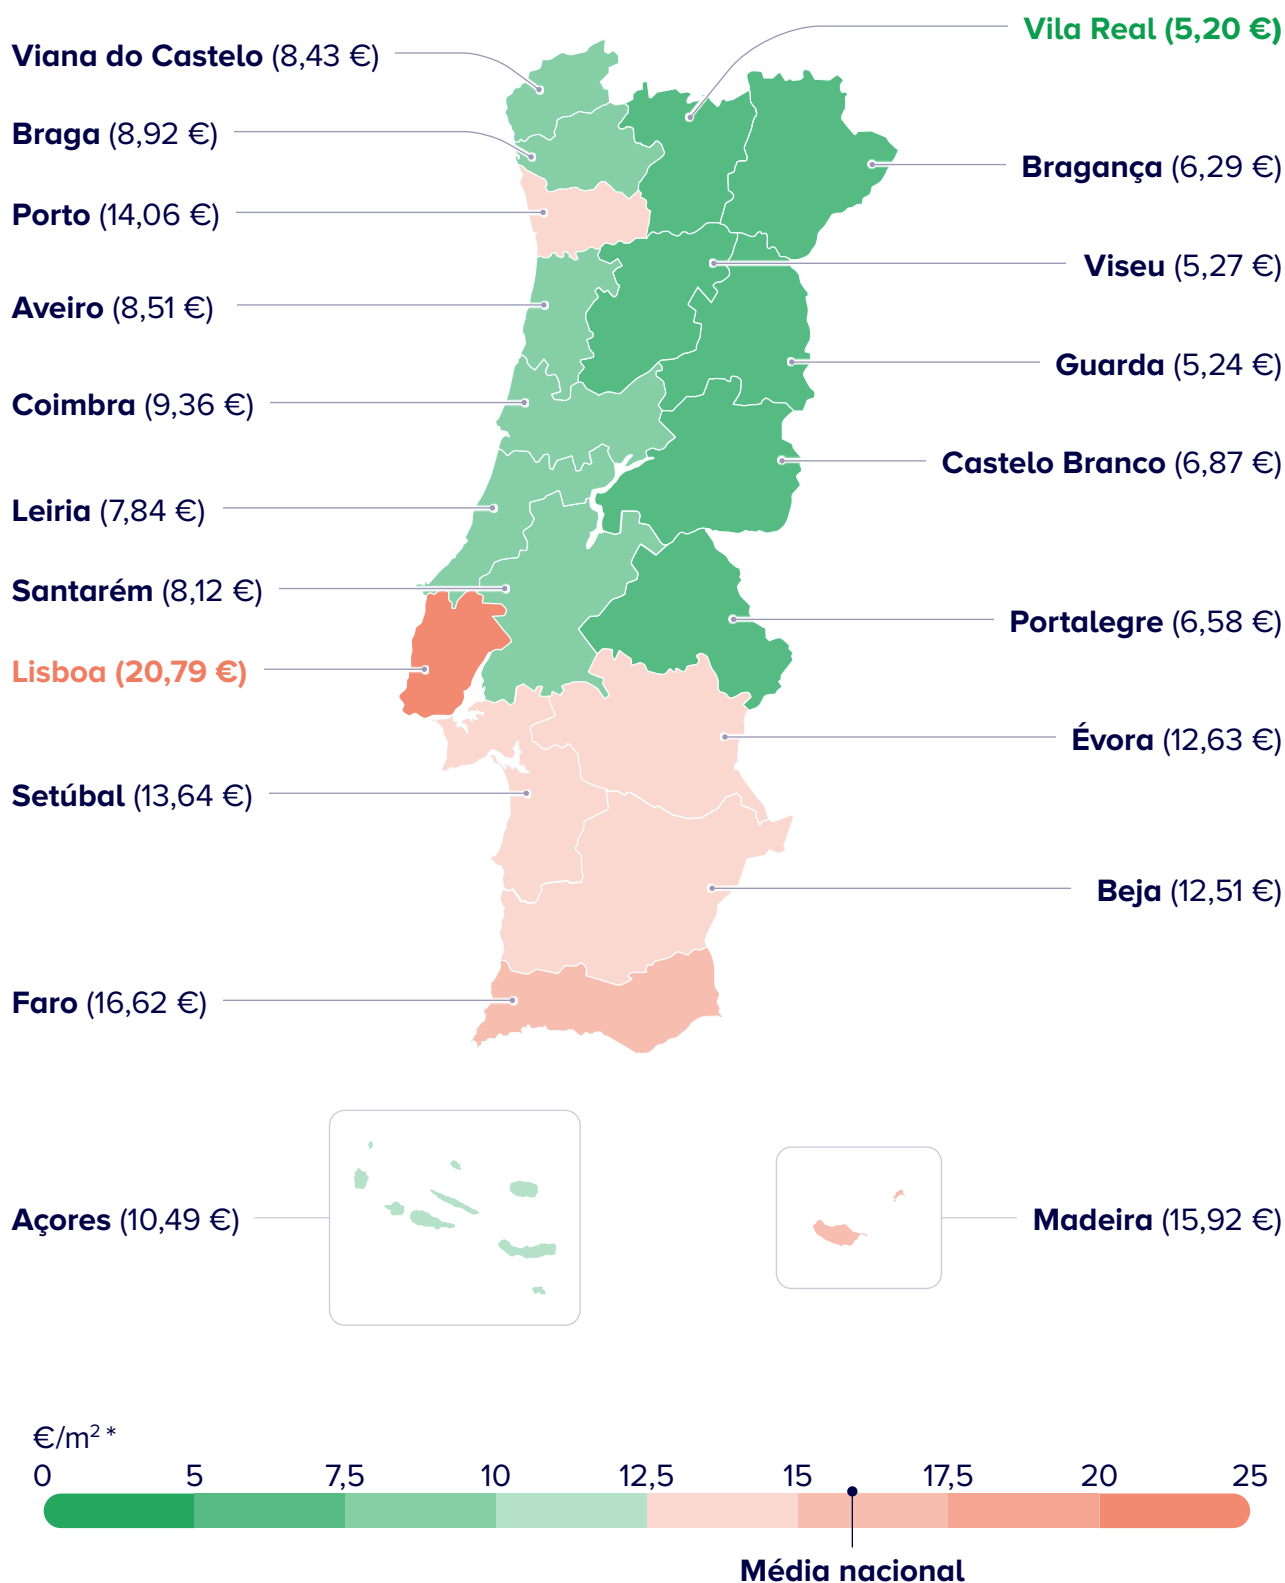 Vila Real (5,20 €)
Viana do Castelo (8,43 €)
Braga (8,92 €)
Bragança (6,29 €)
Porto (14,06 €)
Viseu (5,27 €)
Aveiro (8,51 €)
Guarda (5,24 €)
Coimbra (9,36 €)
Castelo Branco (6,87 €)
Leiria (7,84 €)
Santarém (8,12 €)
Portalegre (6,58 €)
Lisboa (20,79 €)
Évora (12,63 €)
Setúbal (13,64 €)
Beja (12,51 €)
Faro (16,62 €)
Açores (10,49 €)
Madeira (15,92 €)
€/m² *
0 5 7,5 10 12,5 15 17,5 20 25
Média nacional